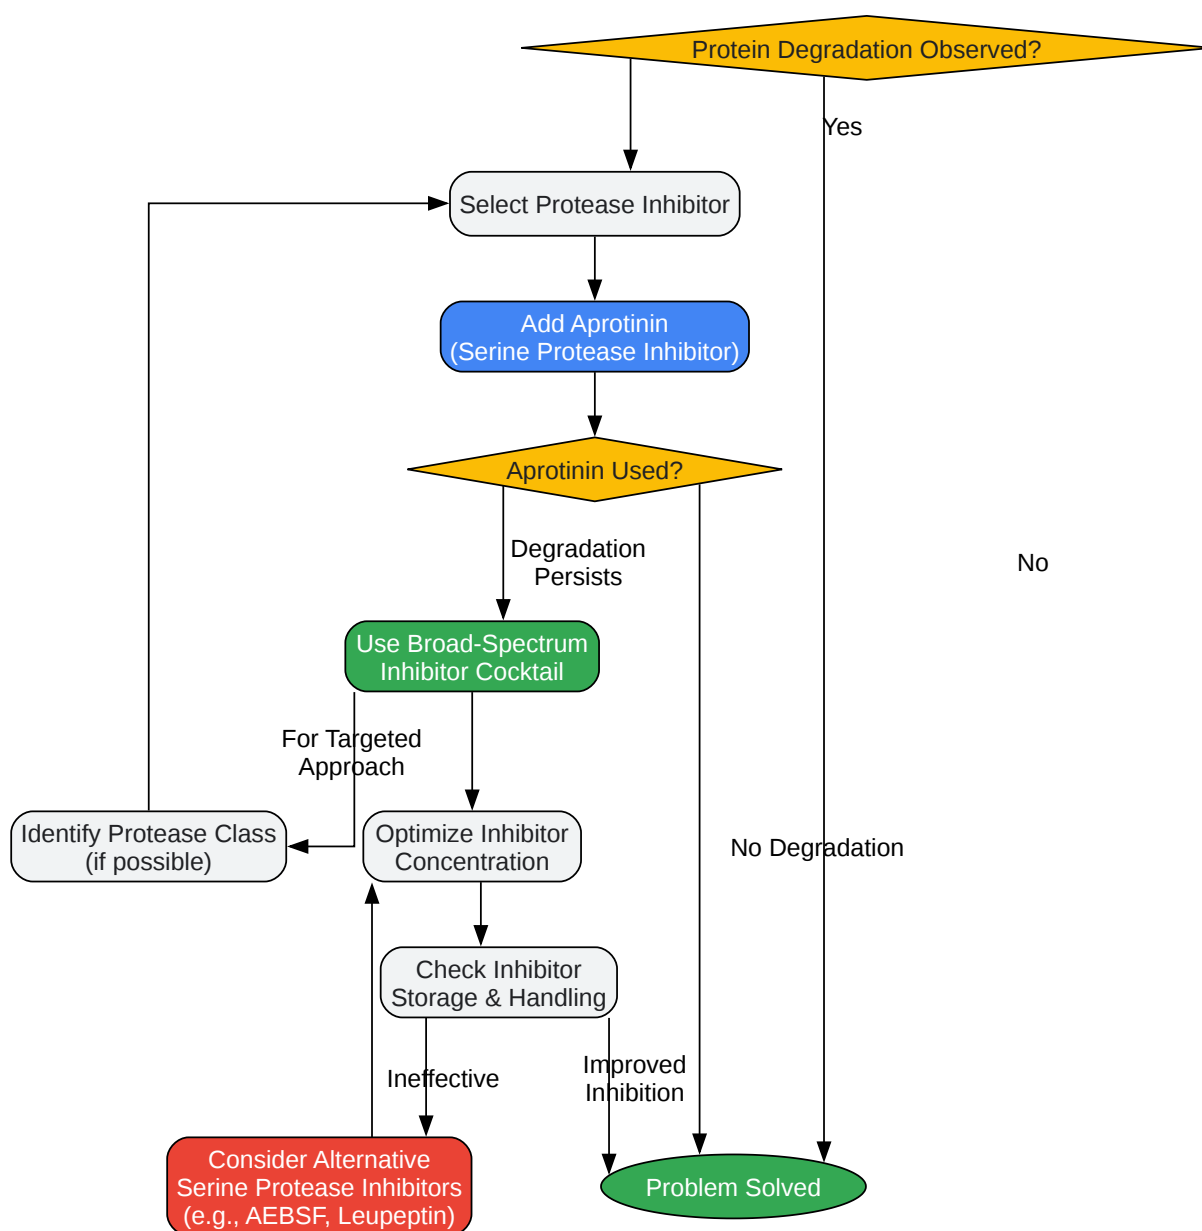 Protein Degradation Observed?
Yes
Select Protease Inhibitor
Add Aprotinin
(Serine Protease Inhibitor)
Aprotinin Used?
Degradation
Persists
No
Use Broad-Spectrum
Inhibitor Cocktail
For Targeted
Approach
Identify Protease Class
(if possible)
Optimize Inhibitor
Concentration
No Degradation
Check Inhibitor
Storage & Handling
Ineffective
Improved
Inhibition
Consider Alternative
Serine Protease Inhibitors
(e.g., AEBSF, Leupeptin)
Problem Solved